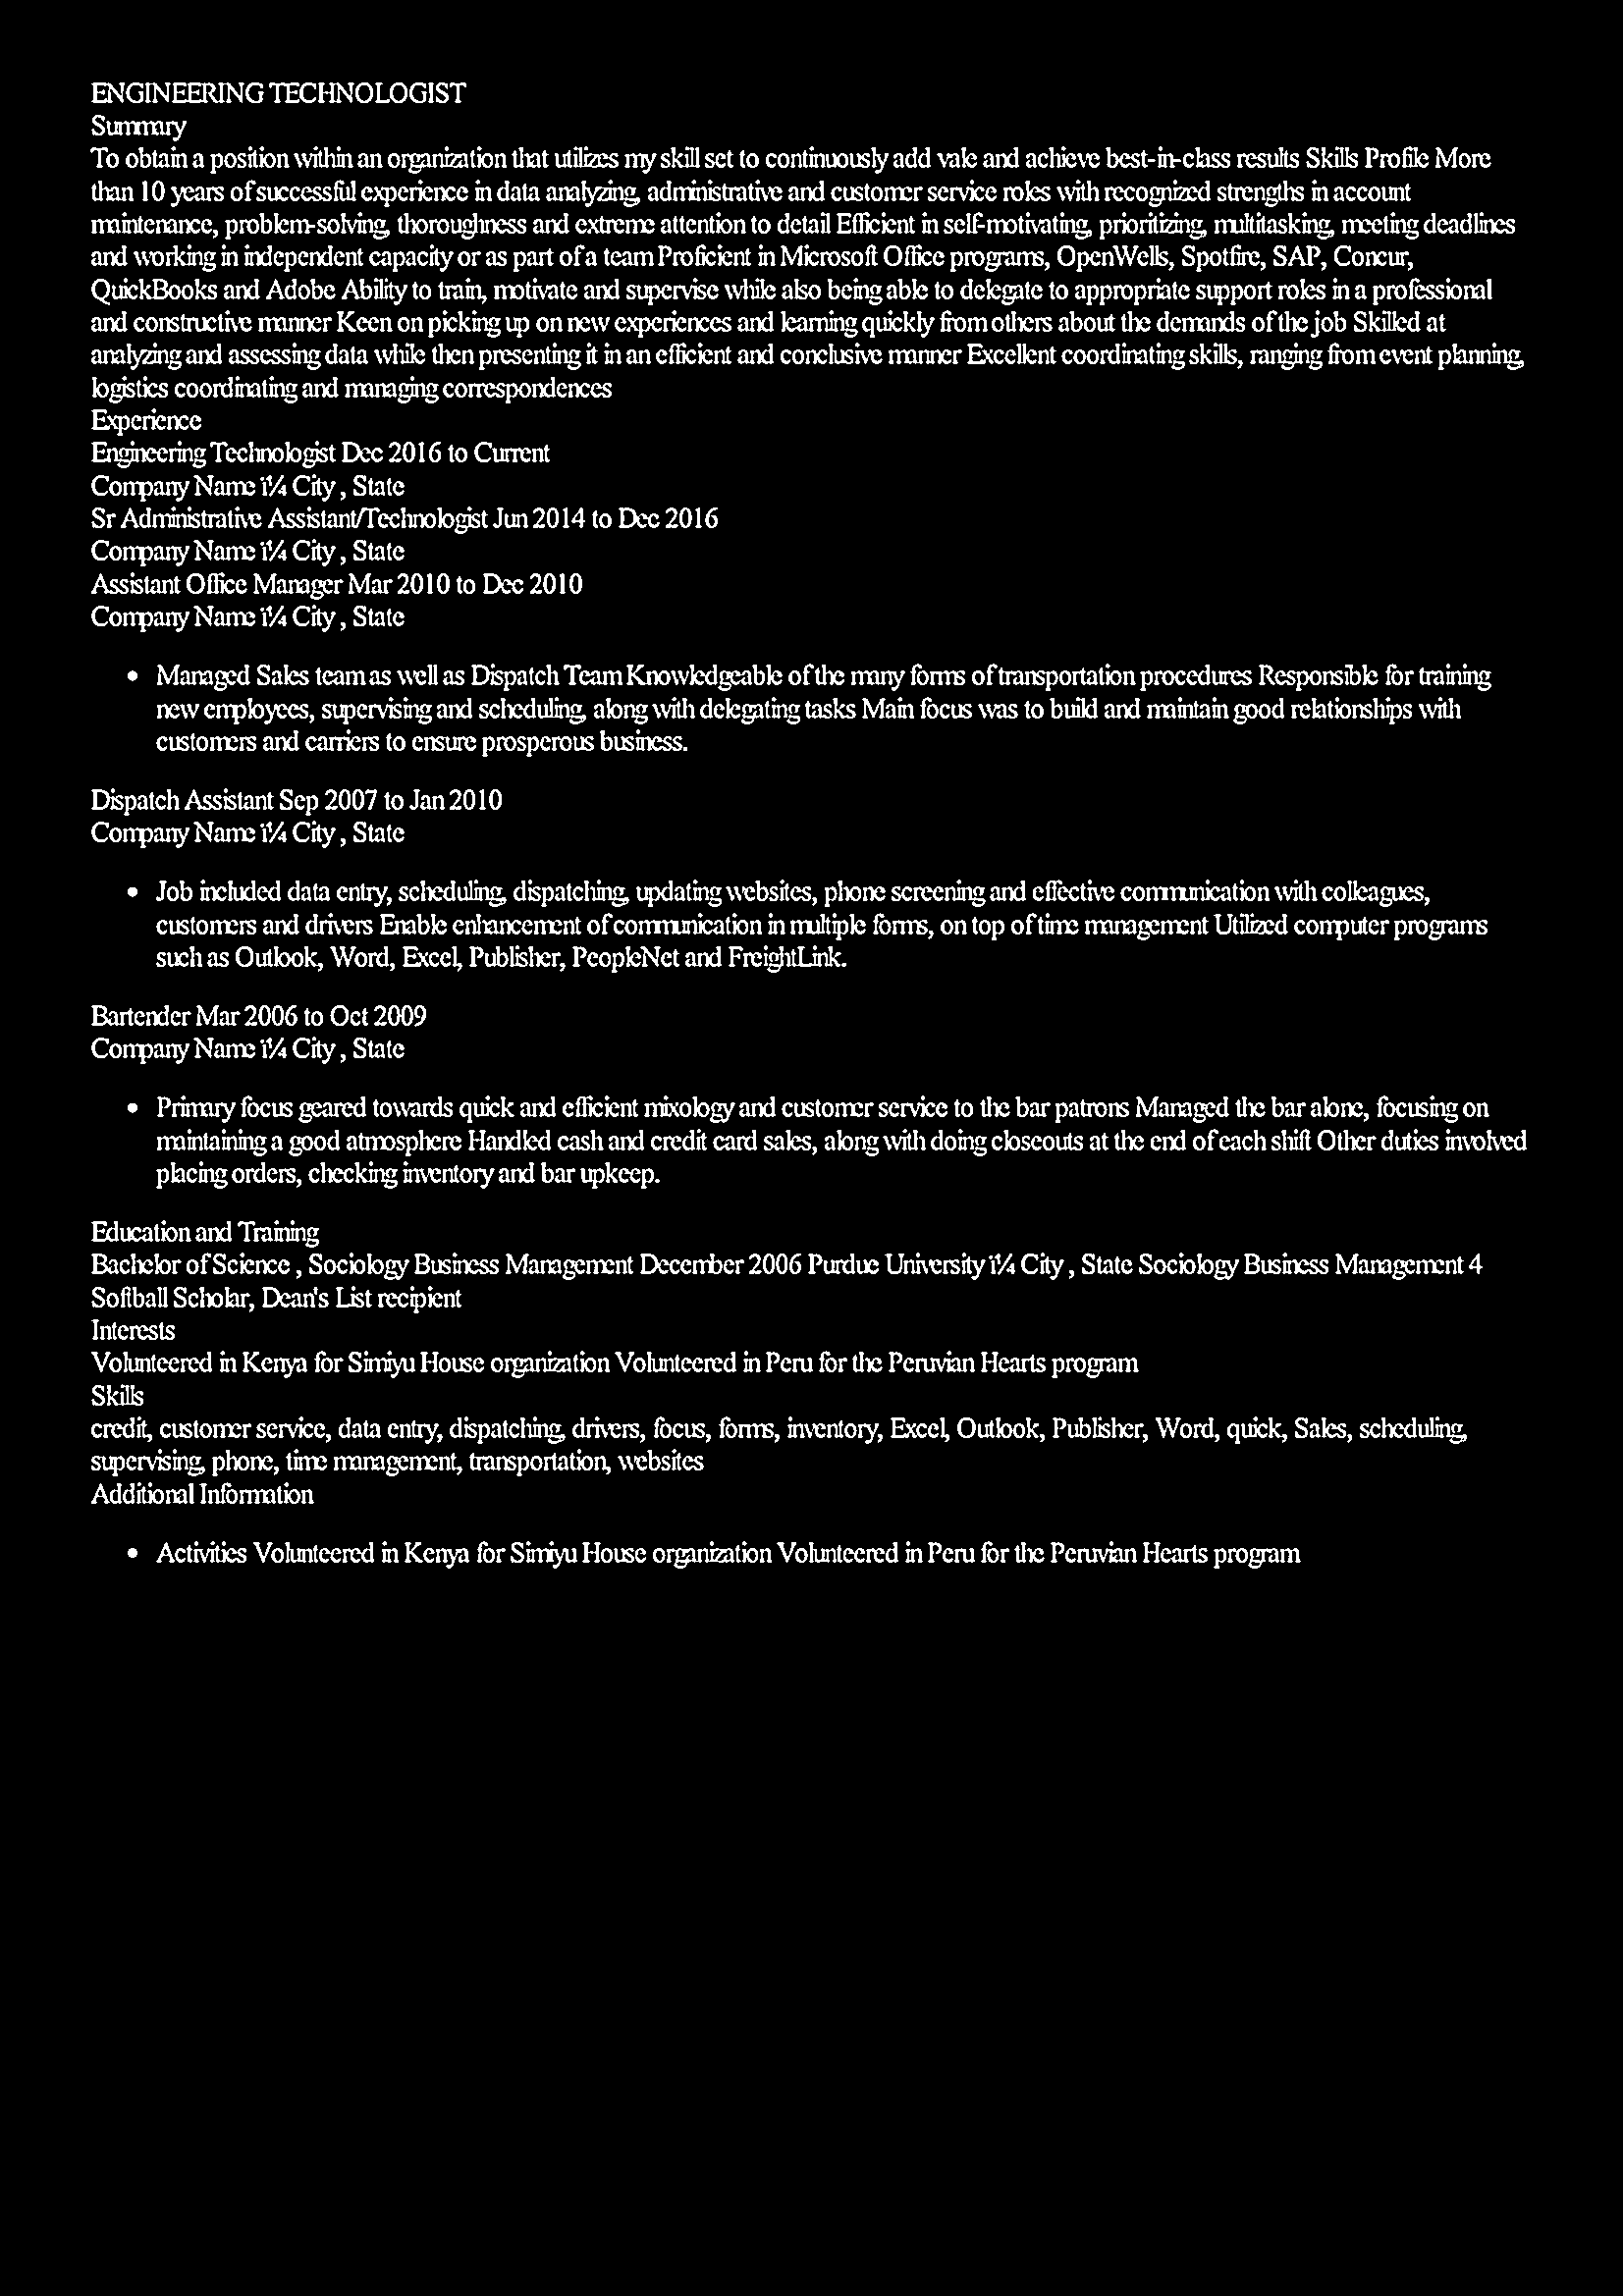 ENGINEERING TECHNOLOGIST
Summary
To obtain a position within an organization that utilizes my skill set to continuously add vale and achieve best-in-class results Skills Profile More
than 10 years of successful experience in data analyzing, administrative and customer service roles with recognized strengths in account
maintenance, problem-solving, thoroughness and extreme attention to detail Efficient in self-motivating, prioritizing, multitasking, meeting deadlines
and working in independent capacity or as part of a team Proficient in Microsoft Office programs, OpenWells, Spotfire, SAP, Concur,
QuickBooks and Adobe Ability to train, motivate and supervise while also being able to delegate to appropriate support roles in a professional
and constructive manner Keen on picking up on new experiences and learning quickly from others about the demands of the job Skilled at
analyzing and assessing data while then presenting it in an efficient and conclusive manner Excellent coordinating skills, ranging from event planning,
logistics coordinating and managing correspondences
Experience
Engineering Technologist Dec 2016 to Current
Company Name ï¼ City , State
Sr Administrative Assistant/Technologist Jun 2014 to Dec 2016
Company Name ï¼ City , State
Assistant Office Manager Mar 2010 to Dec 2010
Company Name ï¼ City , State
• Managed Sales team as well as Dispatch Team Knowledgeable of the many forms of transportation procedures Responsible for training
new employees, supervising and scheduling, along with delegating tasks Main focus was to build and maintain good relationships with
customers and carriers to ensure prosperous business.
Dispatch Assistant Sep 2007 to Jan 2010
Company Name ï¼ City , State
• Job included data entry, scheduling, dispatching, updating websites, phone screening and effective communication with colleagues,
customers and drivers Enable enhancement of communication in multiple forms, on top of time management Utilized computer programs
such as Outlook, Word, Excel, Publisher, PeopleNet and FreightLink.
Bartender Mar 2006 to Oct 2009
Company Name ï¼ City , State
• Primary focus geared towards quick and efficient mixology and customer service to the bar patrons Managed the bar alone, focusing on
maintaining a good atmosphere Handled cash and credit card sales, along with doing closeouts at the end of each shift Other duties involved
placing orders, checking inventory and bar upkeep.
Education and Training
Bachelor of Science , Sociology Business Management December 2006 Purdue University ï¼ City , State Sociology Business Management 4
Softball Scholar, Dean's List recipient
Interests
Volunteered in Kenya for Simiyu House organization Volunteered in Peru for the Peruvian Hearts program
Skills
credit, customer service, data entry, dispatching, drivers, focus, forms, inventory, Excel, Outlook, Publisher, Word, quick, Sales, scheduling,
supervising, phone, time management, transportation, websites
Additional Information
• Activities Volunteered in Kenya for Simiyu House organization Volunteered in Peru for the Peruvian Hearts program